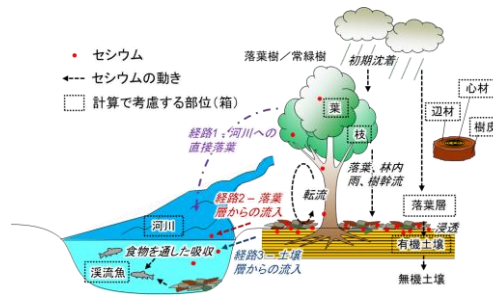 セシウム
セシウムの動き
計算で考慮する部位(箱)
落葉樹/常緑樹
初期沈着
心材
辺材
樹皮
葉
枝
経路1 – 河川への
直接落葉
落葉、林内
雨、樹幹流
経路2 – 落葉
層からの流入
転流
落葉層
浸透
河川
有機土壌
食物を通した吸収
経路3 – 土壌
層からの流入
渓流魚
無機土壌